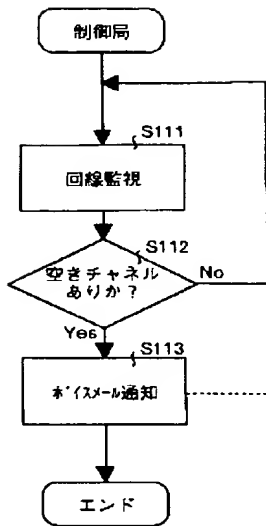 制御局
S111
回線監視
S112
空きチャネル
ありか？
No
Yes
S113
ﾎﾞｲｽﾒｰﾙ通知
エンド